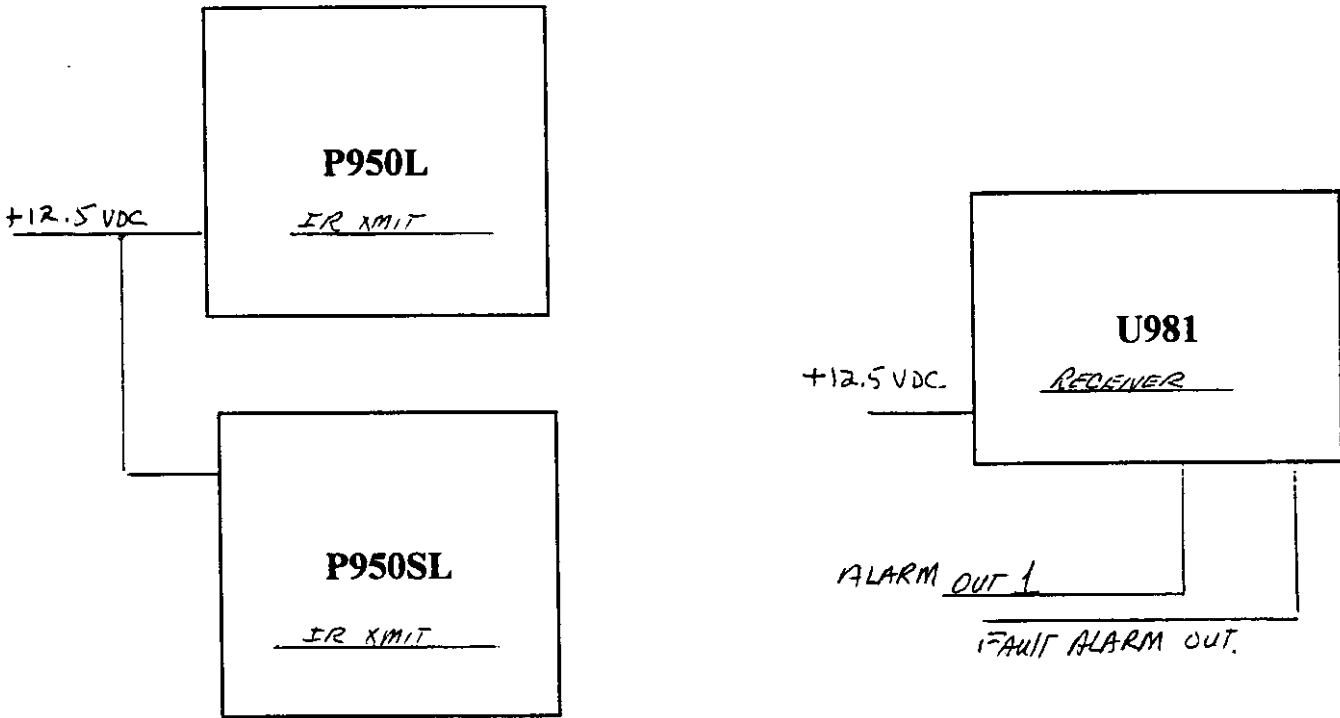 P950L
IR XMIT
+12.5 VDC
P950SL
IR XMIT
U981
RECEIVER
+12.5 VDC
ALARM OUT 1
FAULT ALARM OUT.